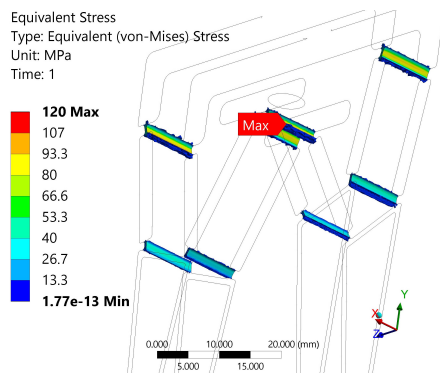 Equivalent Stress
Type: Equivalent (von-Mises) Stress
Unit: MPa
Time: 1
120 Max
107
93.3
80
66.6
53.3
40
26.7
13.3
1.77e-13 Min
Max
Y
X
Z
0.000 10.000 20.000 (mm)
5.000 15.000